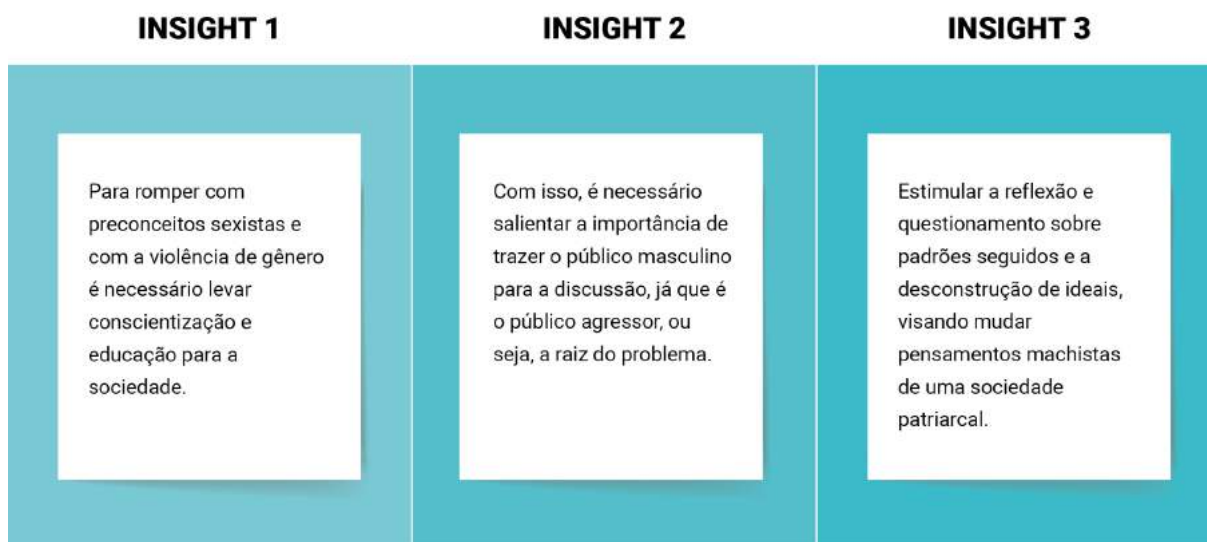 INSIGHT 1
Para romper com
preconceitos sexistas e
com a violência de gênero
é necessário levar
conscientização e
educação para a
sociedade.
INSIGHT 2
Com isso, é necessário
salientar a importância de
trazer o público masculino
para a discussão, já que é
o público agressor, ou
seja, a raiz do problema.
INSIGHT 3
Estimular a reflexão e
questionamento sobre
padrões seguidos e a
desconstrução de ideais,
visando mudar
pensamentos machistas
de uma sociedade
patriarcal.